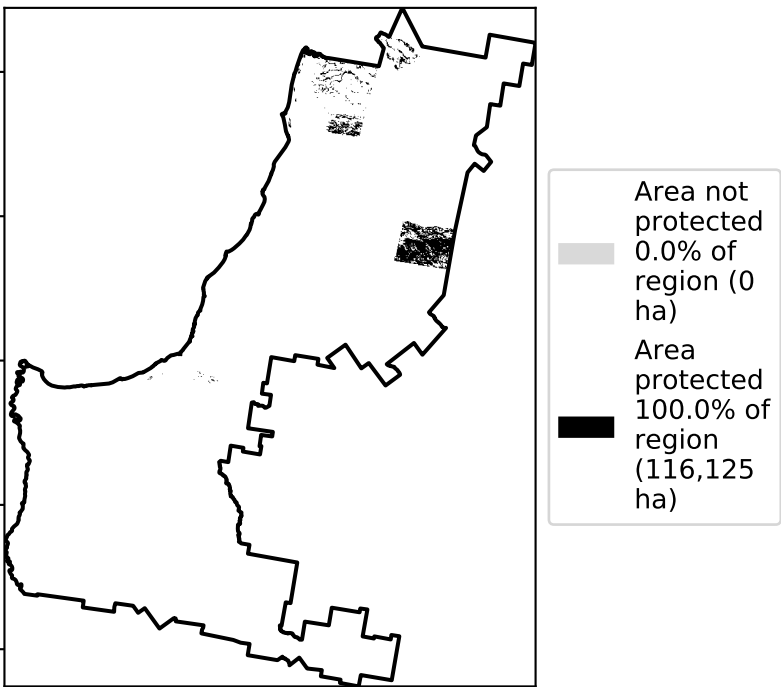 Area not
protected
0.0% of
region (0
ha)
Area
protected
100.0% of
region
(116,125
ha)